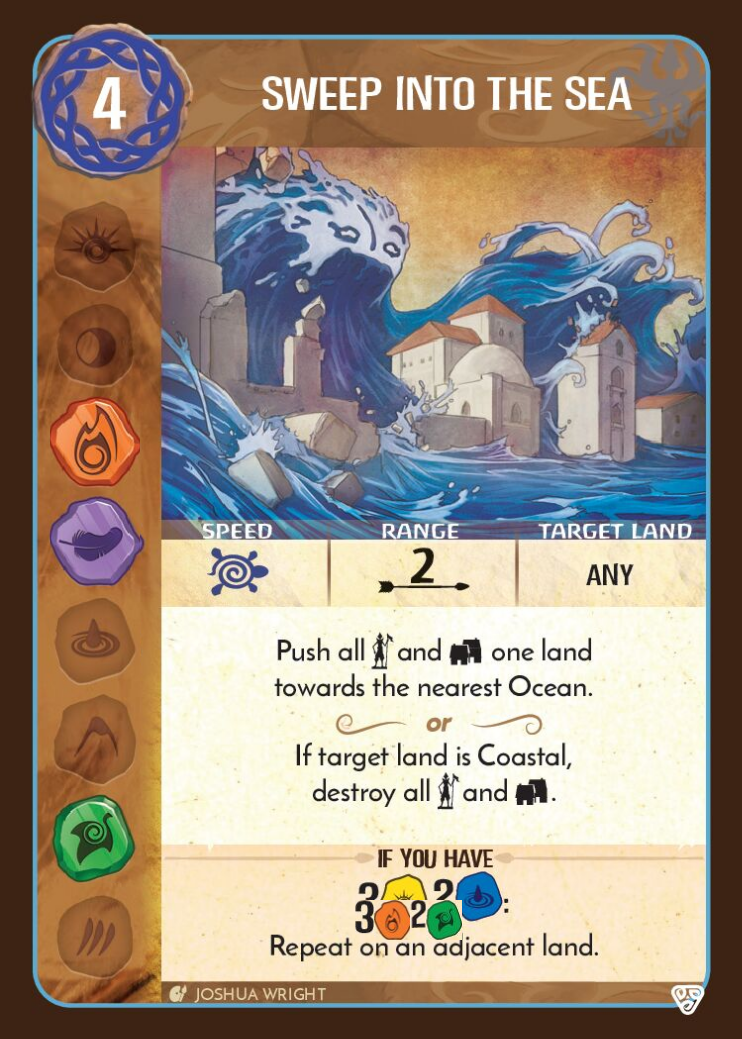 4
SWEEP INTO THE SEA
SPEED RANGE TARGET LAND
2
ANY
Push all and one land
towards the nearest Ocean.
or
If target land is Coastal,
destroy all and .
IF YOU HAVE
3 2 :
3 2
Repeat on an adjacent land.
JOSHUA WRIGHT